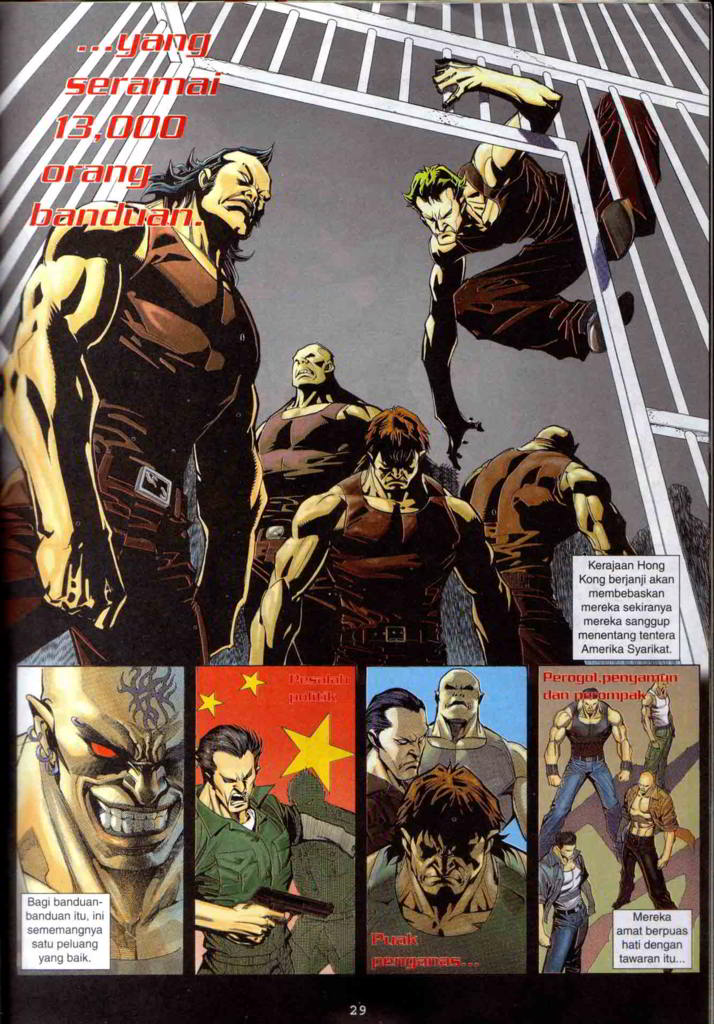 ...yang
seramai
13,000
orang
banduan.
Kerajaan Hong
Kong berjanji akan
membebaskan
mereka sekiranya
mereka sanggup
menentang tentera
Amerika Syarikat.
Bagi banduan-
banduan itu, ini
sememangnya
satu peluang
yang baik.
Pesalah
politik
Puak
pengganas...
Perogol,penyamun
dan perompak
Mereka
amat berpuas
hati dengan
tawaran itu...
29